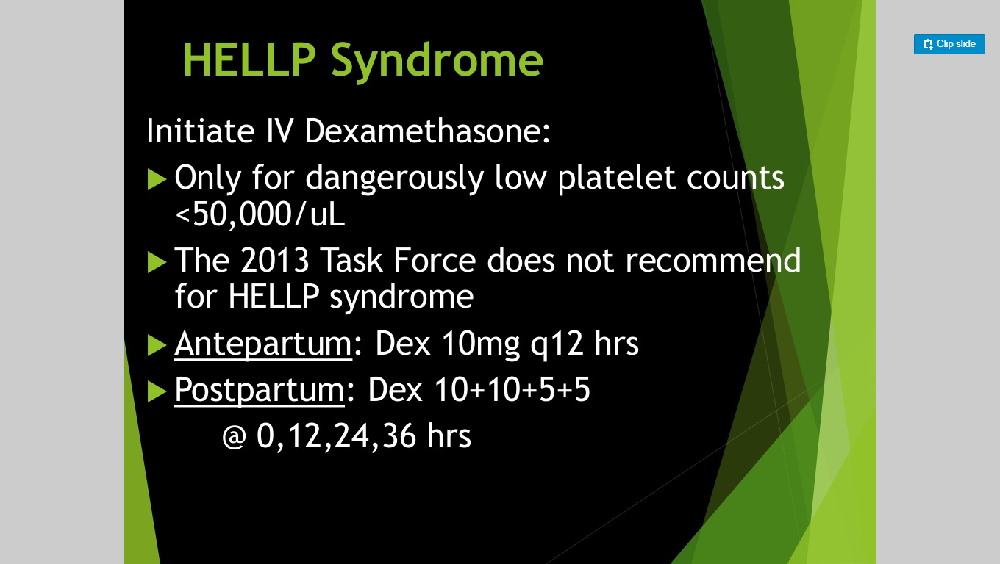 HELLP Syndrome
Clip slide
Initiate IV Dexamethasone:
Only for dangerously low platelet counts
<50,000/uL
The 2013 Task Force does not recommend
for HELLP syndrome
Antepartum: Dex 10mg q12 hrs
Postpartum: Dex 10+10+5+5
@ 0,12,24,36 hrs